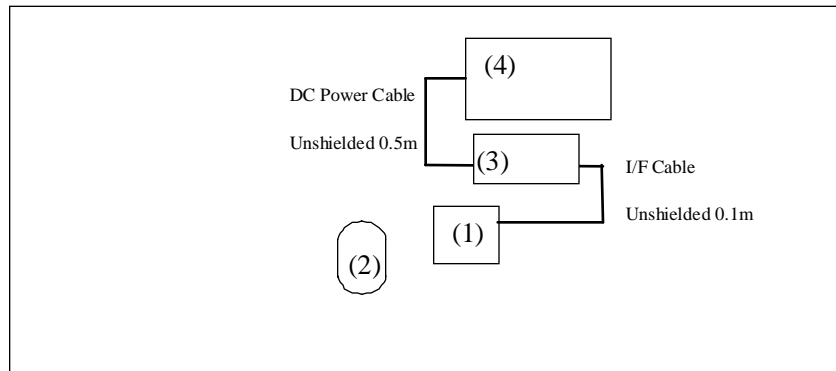 (4)
DC Power Cable
Unshielded 0.5m
(3)
I/F Cable
Unshielded 0.1m
(1)
(2)